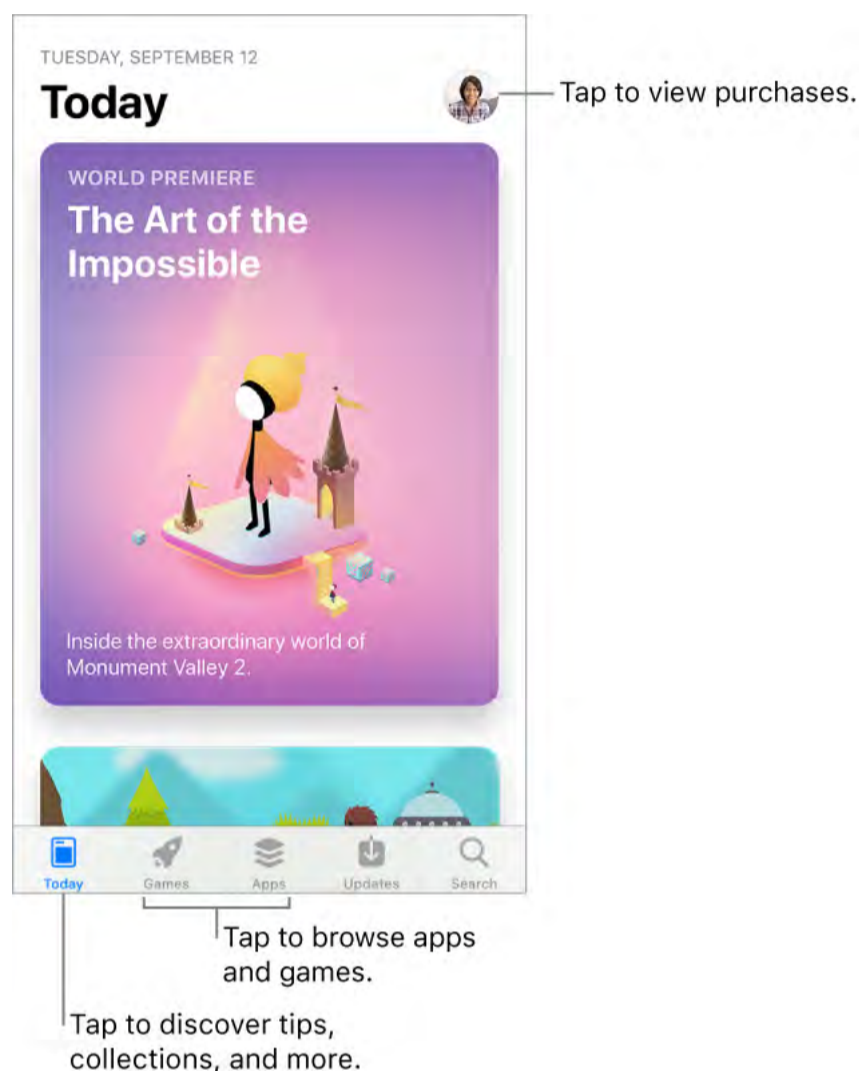 TUESDAY, SEPTEMBER 12
Today
Tap to view purchases.
WORLD PREMIERE
The Art of the
Impossible
Inside the extraordinary world of
Monument Valley 2.
Today
Games
Apps
Updates
Search
Tap to browse apps
and games.
Tap to discover tips,
collections, and more.